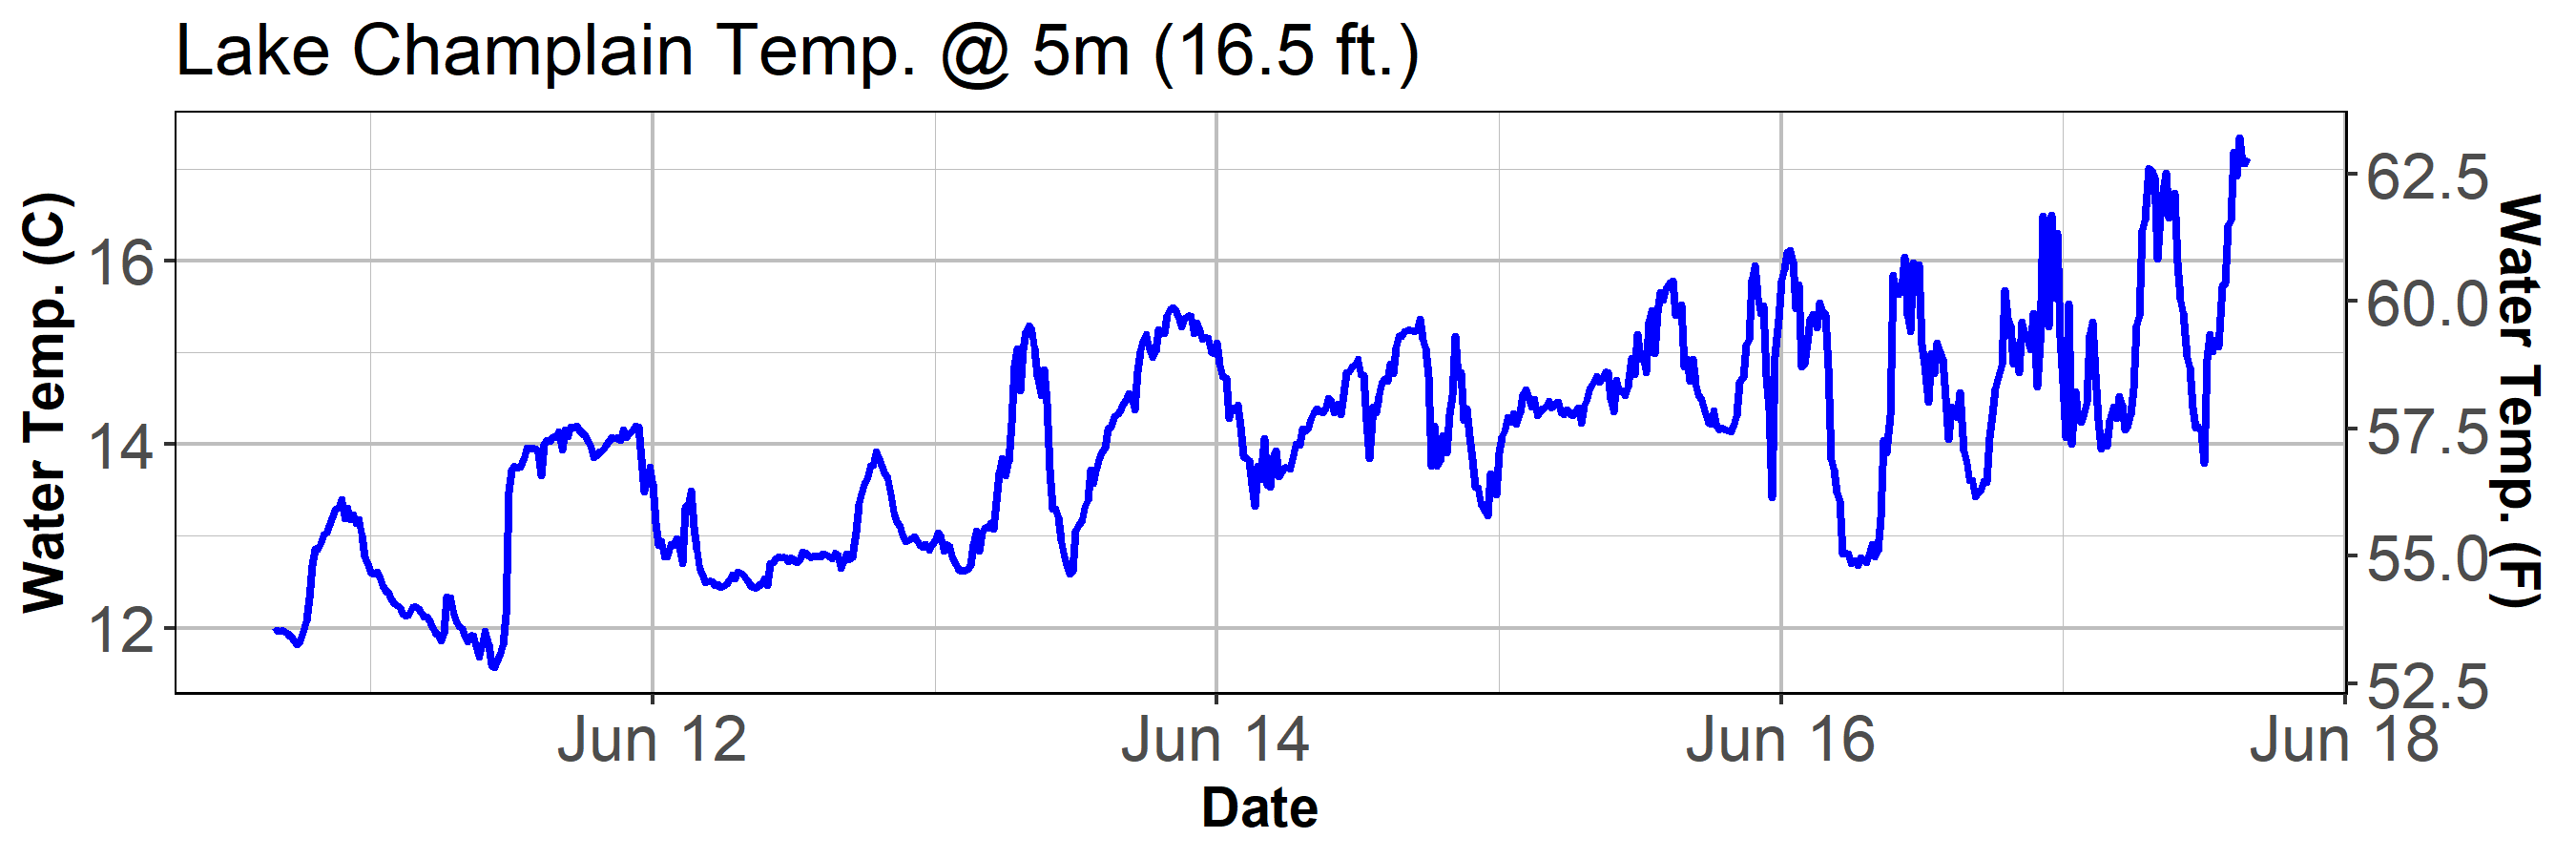 Lake Champlain Temp. @ 5m (16.5 ft.)
Water Temp. (C)
16
14
12
62.5
60.0
57.5
55.0
52.5
Water Temp. (F)
Jun 12
Jun 14
Jun 16
Jun 18
Date